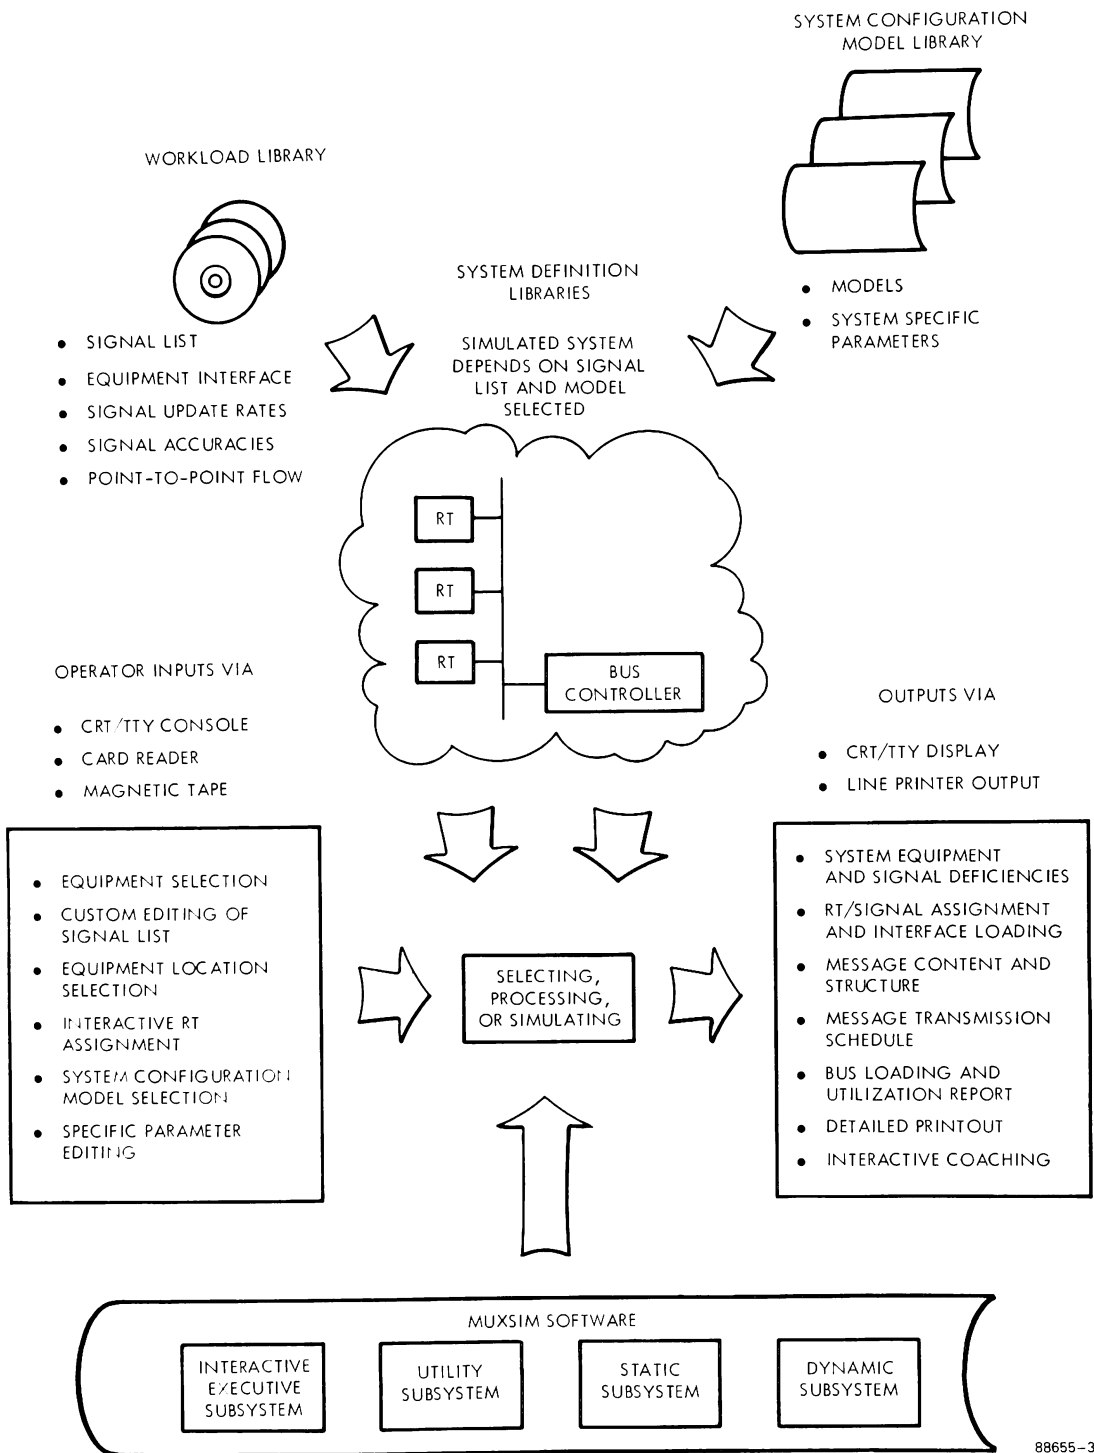 SYSTEM CONFIGURATION
MODEL LIBRARY
WORKLOAD LIBRARY
SYSTEM DEFINITION
LIBRARIES
• MODELS
• SYSTEM SPECIFIC
PARAMETERS
• SIGNAL LIST
• EQUIPMENT INTERFACE
• SIGNAL UPDATE RATES
• SIGNAL ACCURACIES
• POINT-TO-POINT FLOW
SIMULATED SYSTEM
DEPENDS ON SIGNAL
LIST AND MODEL
SELECTED
RT
RT
RT
BUS
CONTROLLER
OPERATOR INPUTS VIA
• CRT/TTY CONSOLE
• CARD READER
• MAGNETIC TAPE
OUTPUTS VIA
• CRT/TTY DISPLAY
• LINE PRINTER OUTPUT
• EQUIPMENT SELECTION
• CUSTOM EDITING OF
SIGNAL LIST
• EQUIPMENT LOCATION
SELECTION
• INTERACTIVE RT
ASSIGNMENT
• SYSTEM CONFIGURATION
MODEL SELECTION
• SPECIFIC PARAMETER
EDITING
SELECTING,
PROCESSING,
OR SIMULATING
• SYSTEM EQUIPMENT
AND SIGNAL DEFICIENCIES
• RT/SIGNAL ASSIGNMENT
AND INTERFACE LOADING
• MESSAGE CONTENT AND
STRUCTURE
• MESSAGE TRANSMISSION
SCHEDULE
• BUS LOADING AND
UTILIZATION REPORT
• DETAILED PRINTOUT
• INTERACTIVE COACHING
MUXSIM SOFTWARE
INTERACTIVE
EXECUTIVE
SUBSYSTEM
UTILITY
SUBSYSTEM
STATIC
SUBSYSTEM
DYNAMIC
SUBSYSTEM
88655-3